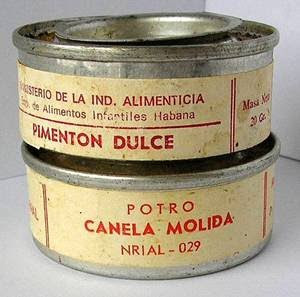 MINISTERIO DE LA IND. ALIMENTICIA
de Alimentos Infantiles Habana
PIMENTON DULCE
Masa Neta
20 Gr.
POTRO
CANELA MOLIDA
NRIAL - 029